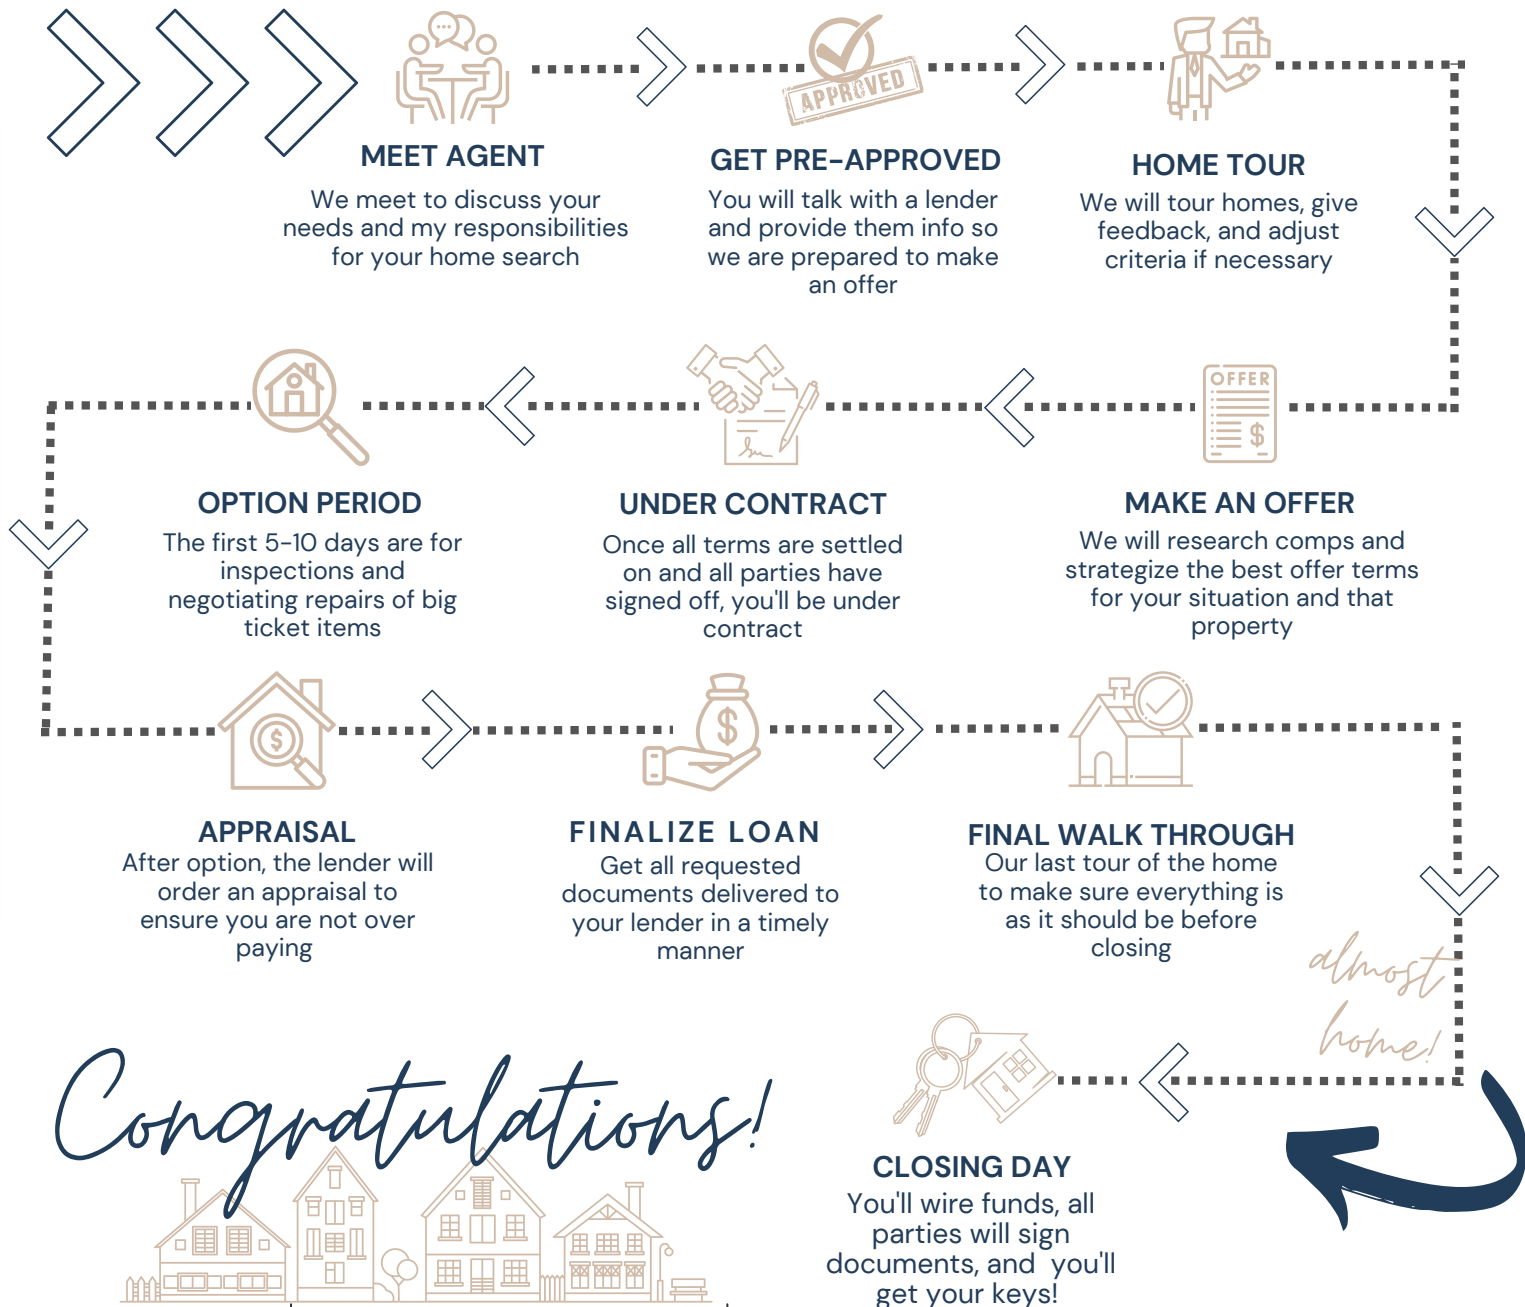 MEET AGENT
We meet to discuss your
needs and my responsibilities
for your home search
APPROVED
GET PRE-APPROVED
You will talk with a lender
and provide them info so
we are prepared to make
an offer
HOME TOUR
We will tour homes, give
feedback, and adjust
criteria if necessary
OFFER
$
MAKE AN OFFER
We will research comps and
strategize the best offer terms
for your situation and that
property
UNDER CONTRACT
Once all terms are settled
on and all parties have
signed off, you'll be under
contract
OPTION PERIOD
The first 5-10 days are for
inspections and
negotiating repairs of big
ticket items
$
APPRAISAL
After option, the lender will
order an appraisal to
ensure you are not over
paying
$
FINALIZE LOAN
Get all requested
documents delivered to
your lender in a timely
manner
FINAL WALK THROUGH
Our last tour of the home
to make sure everything is
as it should be before
closing
almost
home!
CLOSING DAY
You'll wire funds, all
parties will sign
documents, and you'll
get your keys!
Congratulations!